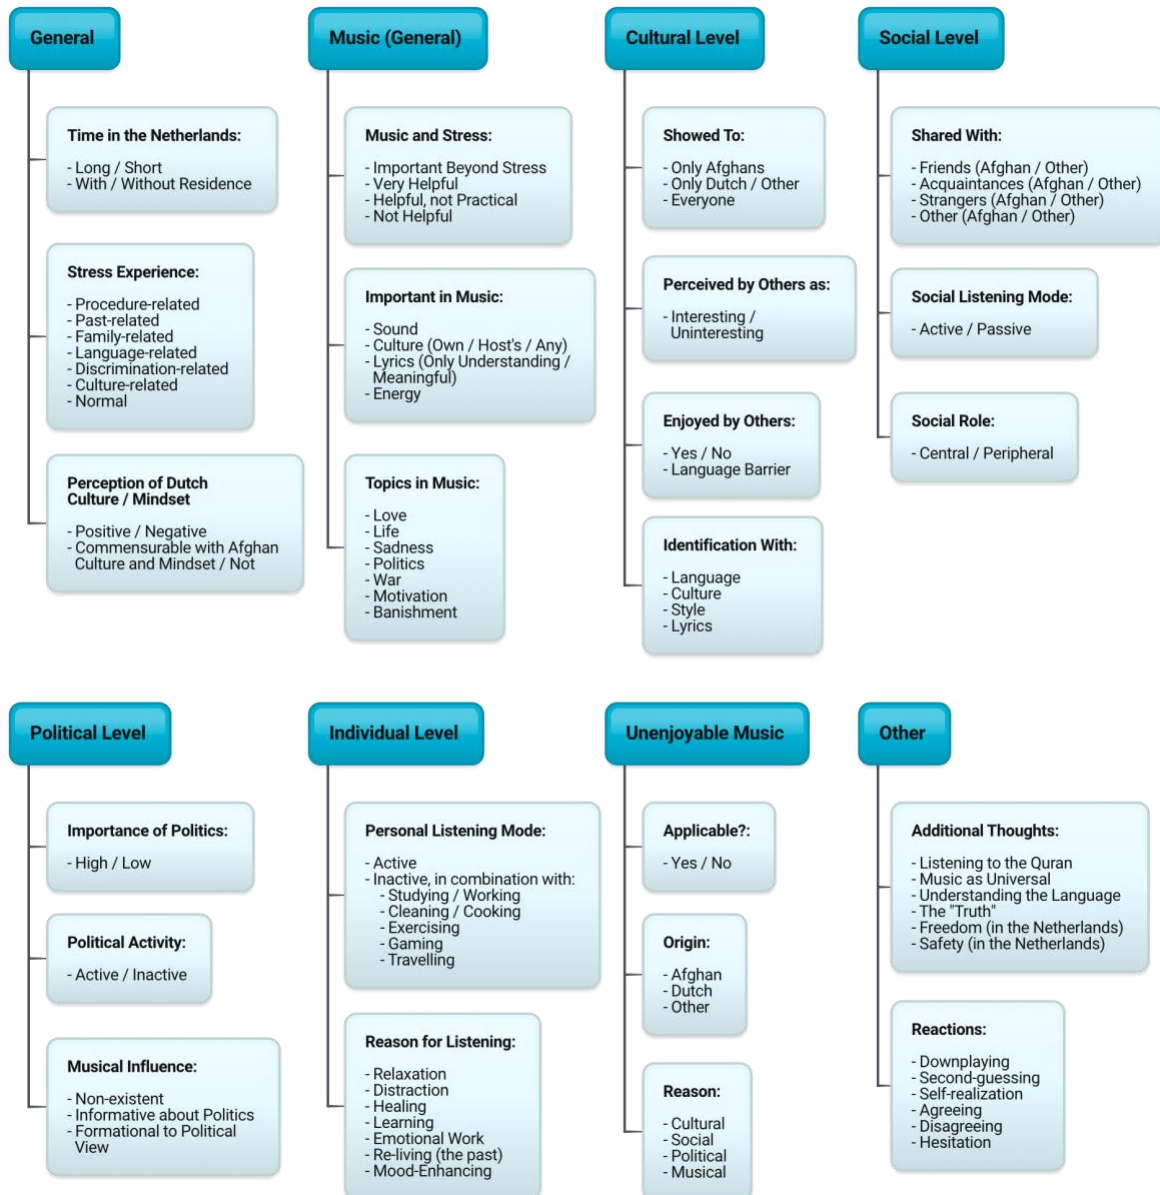 General
Time in the Netherlands:
- Long / Short
- With / Without Residence
Stress Experience:
- Procedure-related
- Past-related
- Family-related
- Language-related
- Discrimination-related
- Culture-related
- Normal
Perception of Dutch
Culture / Mindset
- Positive / Negative
- Commensurable with Afghan
Culture and Mindset / Not
Music (General)
Music and Stress:
- Important Beyond Stress
- Very Helpful
- Helpful, not Practical
- Not Helpful
Important in Music:
- Sound
- Culture (Own / Host's / Any)
- Lyrics (Only Understanding /
Meaningful)
- Energy
Topics in Music:
- Love
- Life
- Sadness
- Politics
- War
- Motivation
- Banishment
Cultural Level
Showed To:
- Only Afghans
- Only Dutch / Other
- Everyone
Perceived by Others as:
- Interesting /
Uninteresting
Enjoyed by Others:
- Yes / No
- Language Barrier
Identification With:
- Language
- Culture
- Style
- Lyrics
Social Level
Shared With:
- Friends (Afghan / Other)
- Acquaintances (Afghan / Other)
- Strangers (Afghan / Other)
- Other (Afghan / Other)
Social Listening Mode:
- Active / Passive
Social Role:
- Central / Peripheral
Political Level
Importance of Politics:
- High / Low
Political Activity:
- Active / Inactive
Musical Influence:
- Non-existent
- Informative about Politics
- Formational to Political
View
Individual Level
Personal Listening Mode:
- Active
- Inactive, in combination with:
- Studying / Working
- Cleaning / Cooking
- Exercising
- Gaming
- Travelling
Reason for Listening:
- Relaxation
- Distraction
- Healing
- Learning
- Emotional Work
- Re-living (the past)
- Mood-Enhancing
Unenjoyable Music
Applicable?:
- Yes / No
Origin:
- Afghan
- Dutch
- Other
Reason:
- Cultural
- Social
- Political
- Musical
Other
Additional Thoughts:
- Listening to the Quran
- Music as Universal
- Understanding the Language
- The "Truth"
- Freedom (in the Netherlands)
- Safety (in the Netherlands)
Reactions:
- Downplaying
- Second-guessing
- Self-realization
- Agreeing
- Disagreeing
- Hesitation